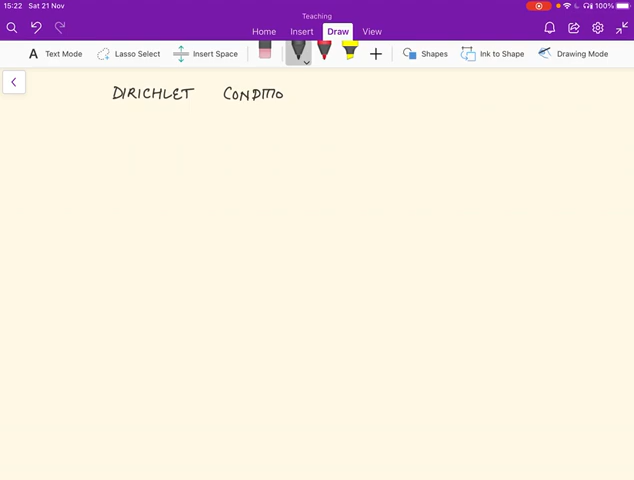 15:22 Sat 21 Nov 100%
Teaching
Home Insert Draw View
A Text Mode Lasso Select Insert Space Shapes Ink to Shape Drawing Mode
DIRICHLET CONDITIO